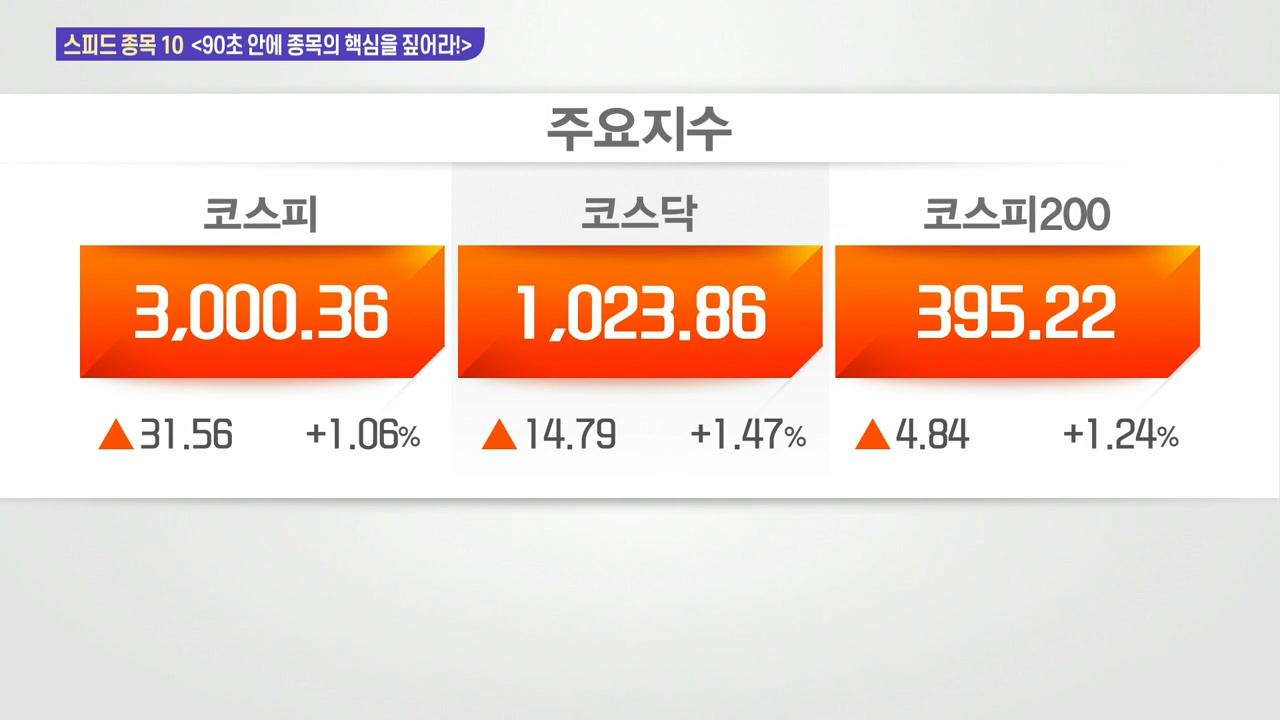 스피드 종목 10 <90초 안에 종목의 핵심을 짚어라!>
주요지수
코스피 코스닥 코스피200
3,000.36 1,023.86 395.22
▲31.56 +1.06% ▲14.79 +1.47% ▲4.84 +1.24%